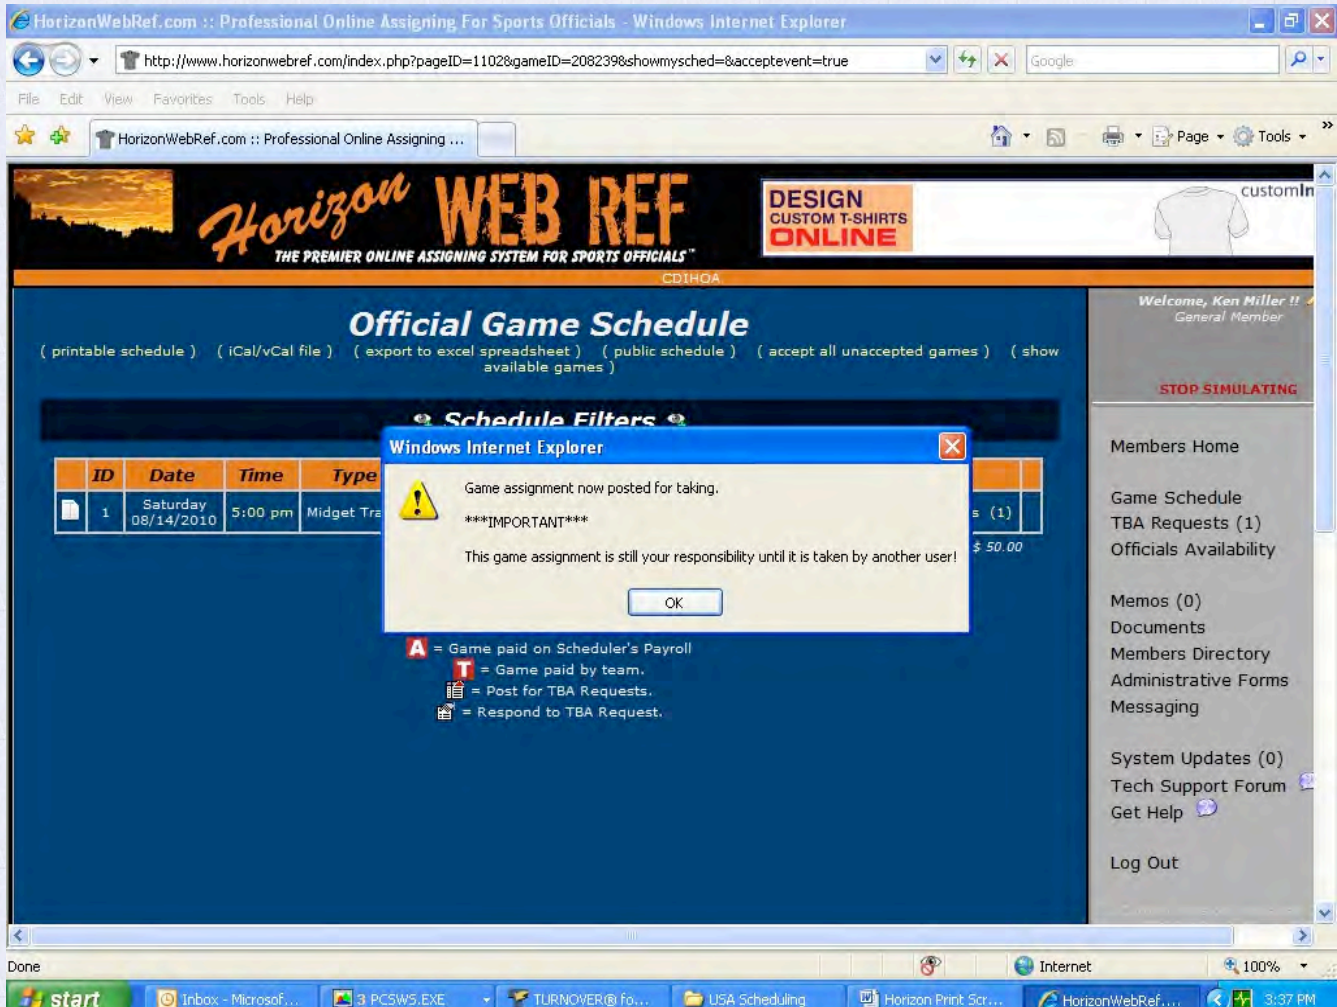 HorizonWebRef.com :: Professional Online Assigning For Sports Officials - Windows Internet Explorer
http://www.horizonwebref.com/index.php?pageID=1102&gameID=208239&showmysched=&acceptevent=true
Google
File Edit View Favorites Tools Help
HorizonWebRef.com :: Professional Online Assigning ...
Page Tools »
Horizon WEB REF
THE PREMIER ONLINE ASSIGNING SYSTEM FOR SPORTS OFFICIALS™
DESIGN
CUSTOM T-SHIRTS
ONLINE
customIn
CDIHOA
Official Game Schedule
( printable schedule ) ( iCal/vCal file ) ( export to excel spreadsheet ) ( public schedule ) ( accept all unaccepted games ) ( show
available games )
Schedule Filters
ID Date Time Type
1 Saturday
08/14/2010 5:00 pm Midget Tra
s (1)
$ 50.00
Windows Internet Explorer
Game assignment now posted for taking.
***IMPORTANT***
This game assignment is still your responsibility until it is taken by another user!
OK
A = Game paid on Scheduler's Payroll
T = Game paid by team.
= Post for TBA Requests.
= Respond to TBA Request.
Welcome, Ken Miller !!
General Member
STOP SIMULATING
Members Home
Game Schedule
TBA Requests (1)
Officials Availability
Memos (0)
Documents
Members Directory
Administrative Forms
Messaging
System Updates (0)
Tech Support Forum
Get Help
Log Out
Done
Internet
100%
start
Inbox - Microsof...
3 PCSWS.EXE
TURNOVER® fo...
USA Scheduling
Horizon Print Scr...
HorizonWebRef....
3:37 PM